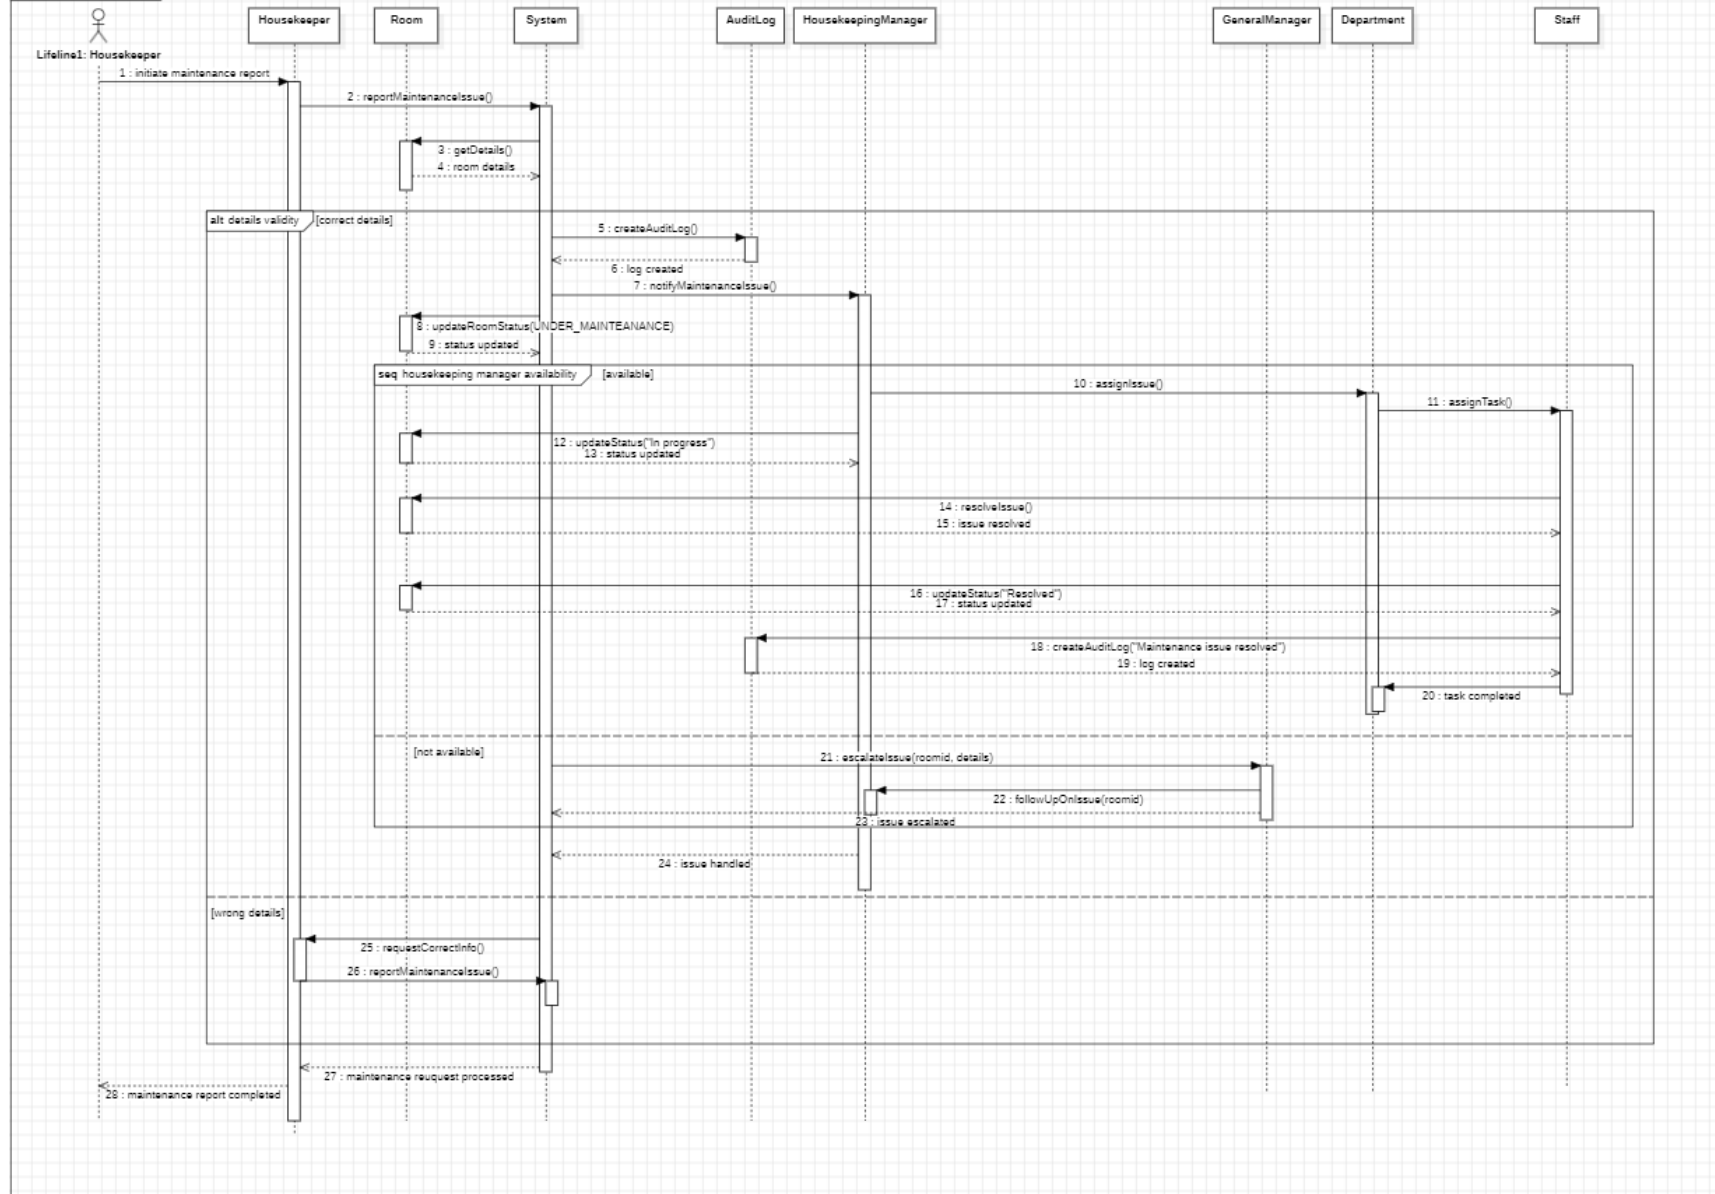 Housekeeper
Room
System
AuditLog
HousekeepingManager
GeneralManager
Department
Staff
Lifeline1: Housekeeper
1 : initiate maintenance report
2 : reportMaintenanceIssue()
3 : getDetails()
4 : room details
alt details validity
[correct details]
5 : createAuditLog()
6 : log created
7 : notifyMaintenanceIssue()
8 : updateRoomStatus(UNDER_MAINTEANANCE)
9 : status updated
seq housekeeping manager availability
[available]
10 : assignIssue()
11 : assignTask()
12 : updateStatus("In progress")
13 : status updated
14 : resolveIssue()
15 : issue resolved
16 : updateStatus("Resolved")
17 : status updated
18 : createAuditLog("Maintenance issue resolved")
19 : log created
20 : task completed
[not available]
21 : escalateIssue(roomid, details)
22 : followUpOnIssue(roomid)
23 : issue escalated
24 : issue handled
[wrong details]
25 : requestCorrectInfo()
26 : reportMaintenanceIssue()
27 : maintenance reuquest processed
28 : maintenance report completed